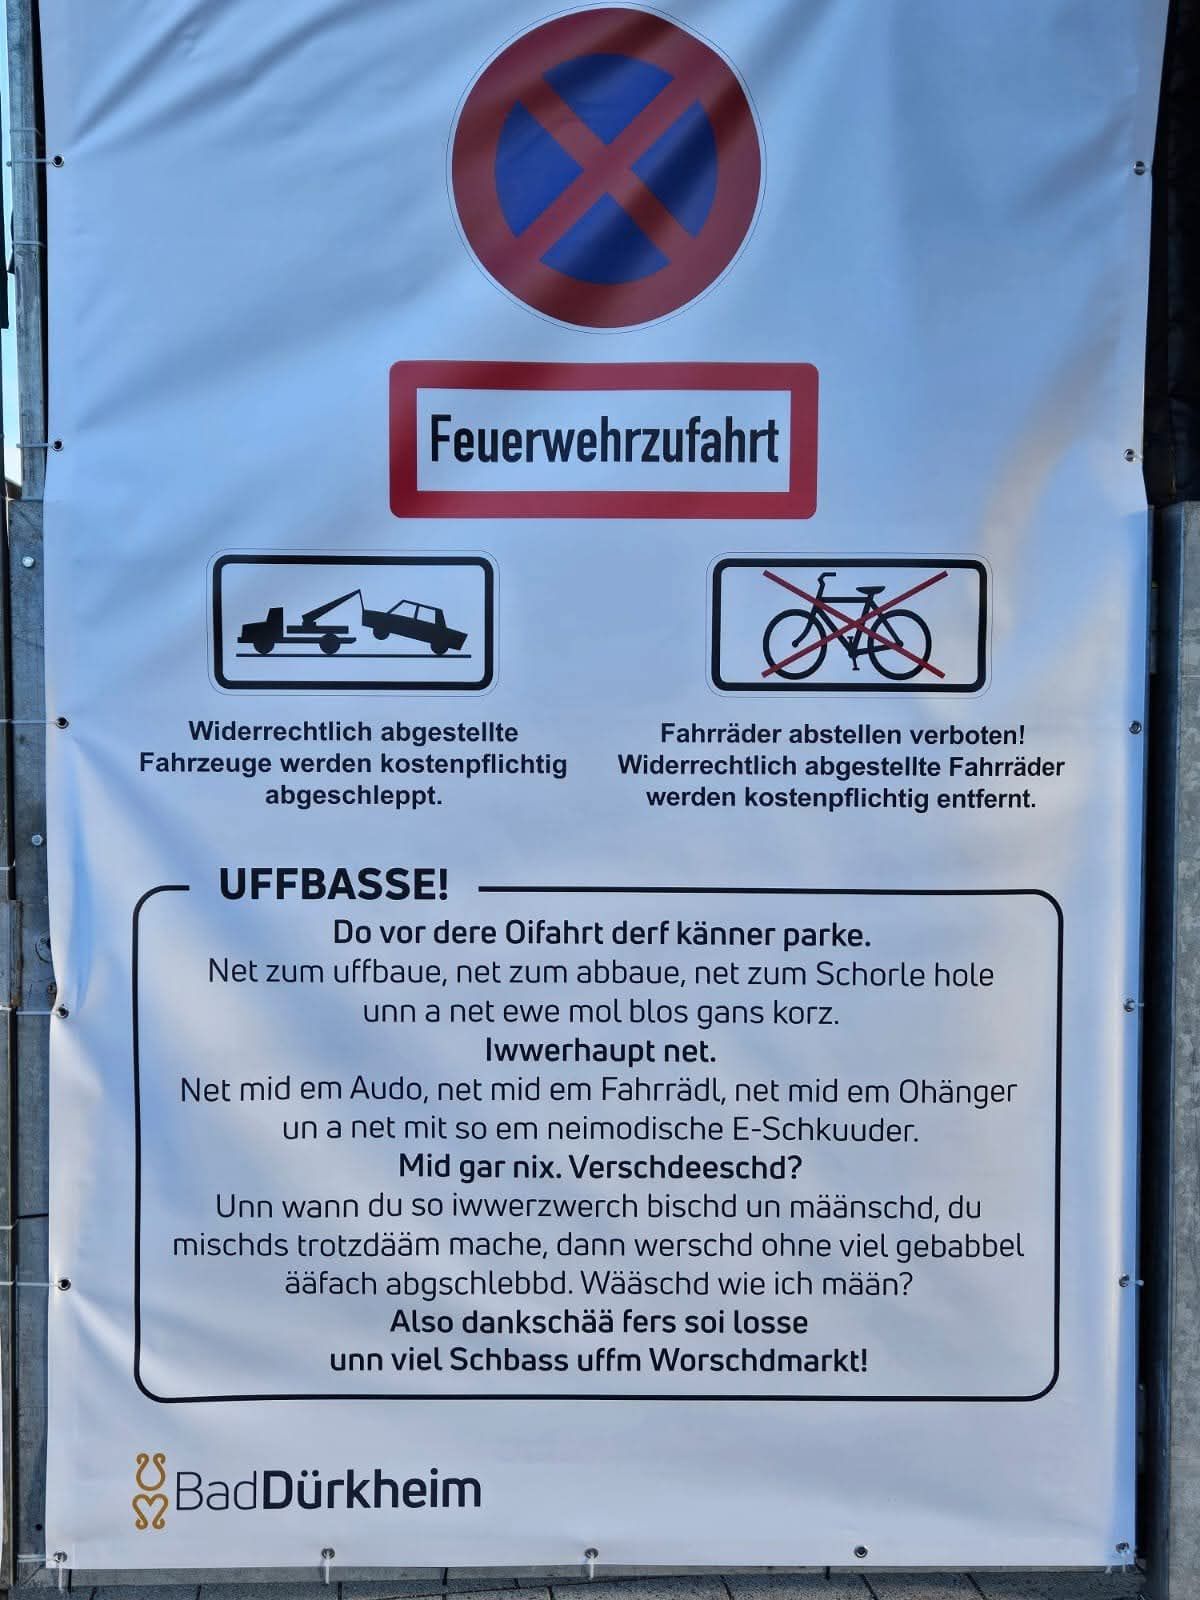 Feuerwehrzufahrt
Widerrechtlich abgestellte
Fahrzeuge werden kostenpflichtig
abgeschleppt.
Fahrräder abstellen verboten!
Widerrechtlich abgestellte Fahrräder
werden kostenpflichtig entfernt.
UFFBASSE!
Do vor dere Oifahrt derf känner parke.
Net zum uffbaue, net zum abbaue, net zum Schorle hole
unn a net ewe mol blos gans korz.
Iwwerhaupt net.
Net mid em Audo, net mid em Fahrrädl, net mid em Ohänger
un a net mit so em neimodische E-Schkuuder.
Mid gar nix. Verschdeeschd?
Unn wann du so iwwerzwerch bischd un määnschd, du
mischds trotzdääm mache, dann werschd ohne viel gebabbel
ääfach abgschlebbd. Wääschd wie ich mään?
Also dankschää fers soi losse
unn viel Schbass uffm Worschdmarkt!
BadDürkheim